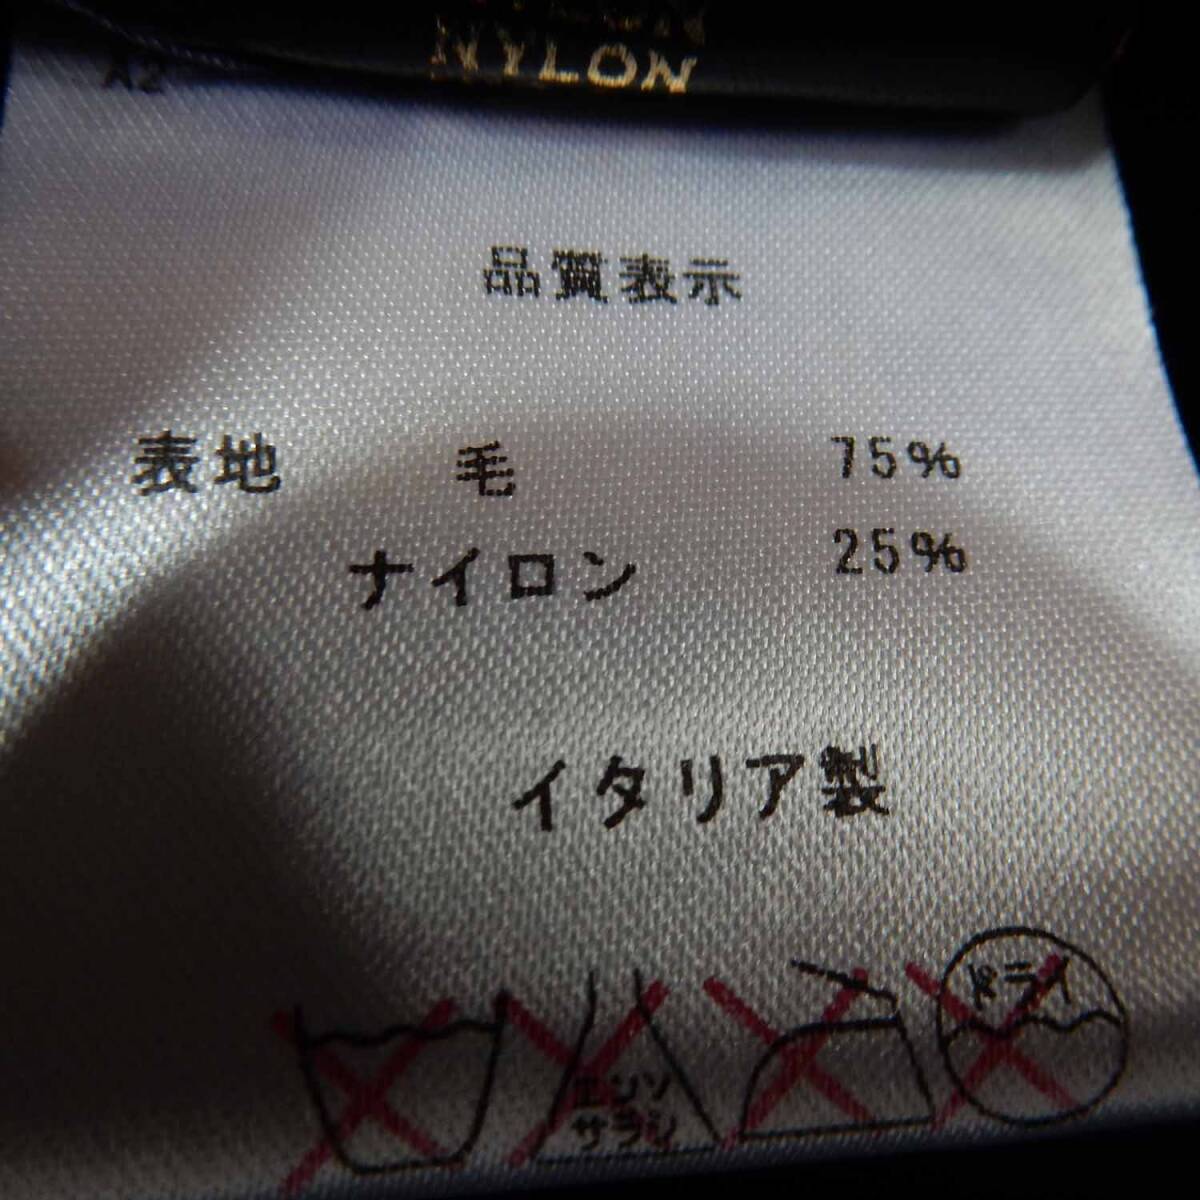 NYLON
品質表示
表地 毛 75%
ナイロン 25%
イタリア製
エンソ
サラシ
ドライ